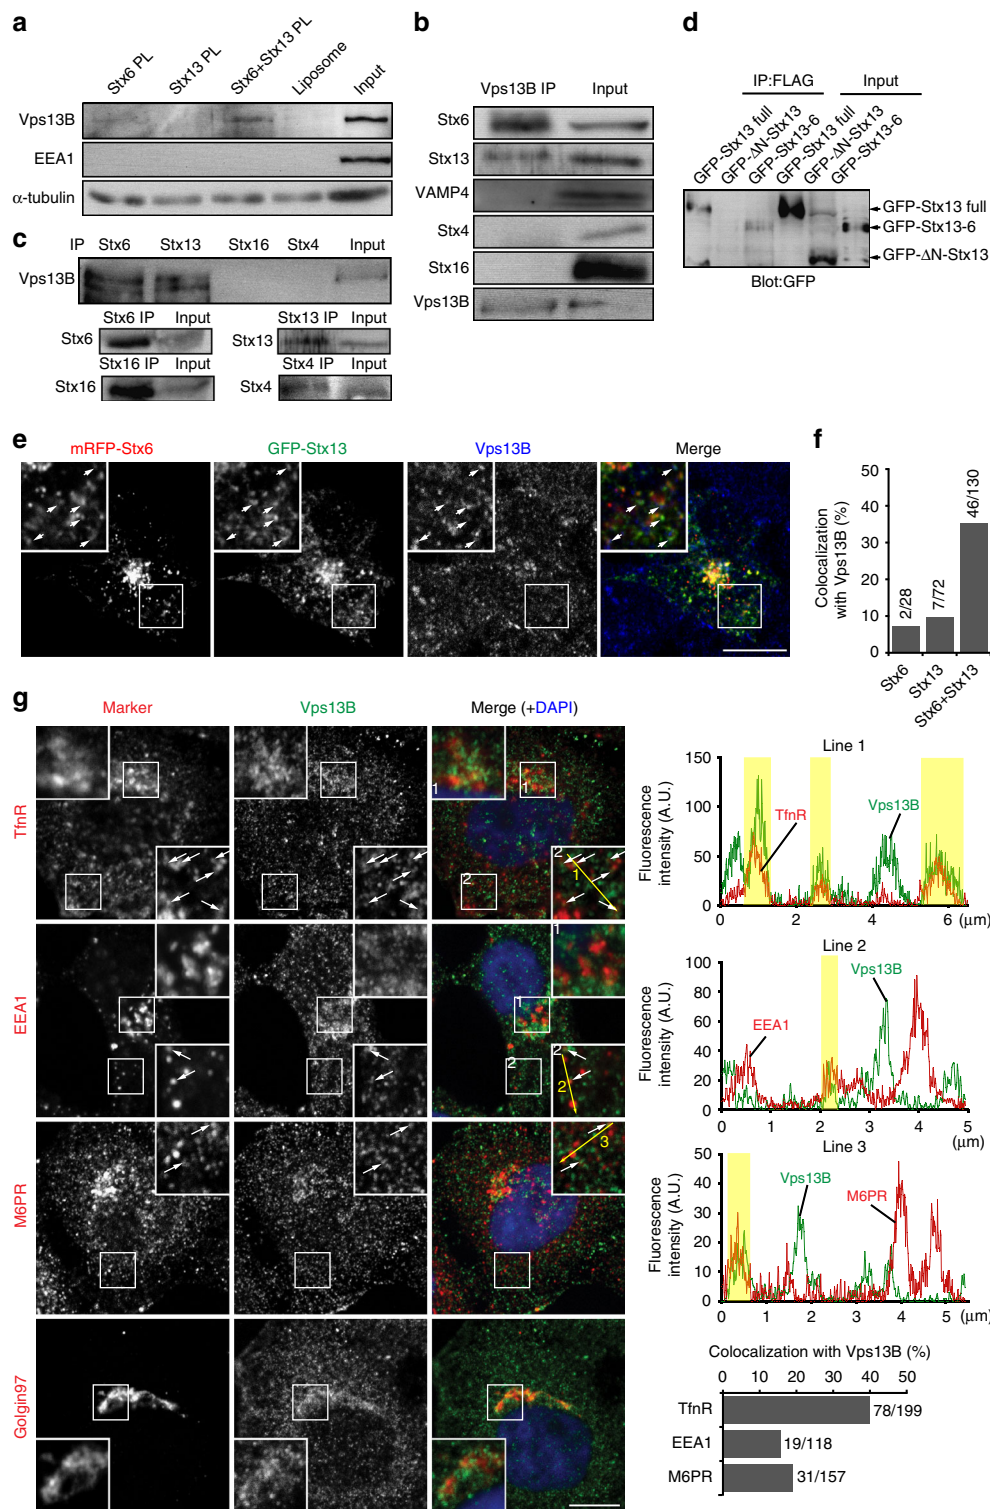 a
Stx6 PL
Stx13 PL
Stx6+Stx13 PL
Liposome
Input
Vps13B
EEA1
α-tubulin
b
Vps13B IP
Input
Stx6
Stx13
VAMP4
Stx4
Stx16
Vps13B
c
IP
Stx6
Stx13
Stx16
Stx4
Input
Vps13B
Stx6 IP
Input
Stx6
Stx13 IP
Input
Stx13
Stx16 IP
Input
Stx16
Stx4 IP
Input
Stx4
d
IP:FLAG
Input
GFP-Stx13 full
GFP-ΔN-Stx13
GFP-Stx13-6
GFP-Stx13 full
GFP-ΔN-Stx13
GFP-Stx13-6
GFP-Stx13 full
GFP-Stx13-6
GFP-ΔN-Stx13
Blot:GFP
e
mRFP-Stx6
GFP-Stx13
Vps13B
Merge
f
Colocalization
with Vps13B (%)
50
40
30
20
10
0
2/28
7/72
46/130
Stx6
Stx13
Stx6+Stx13
g
Marker
Vps13B
Merge (+DAPI)
TfnR
1
1
2
2
1
EEA1
1
1
2
2
2
M6PR
3
Golgin97
Line 1
Fluorescence
intensity (A.U.)
150
100
50
0
TfnR
Vps13B
0
2
4
6
(μm)
Line 2
Fluorescence
intensity (A.U.)
100
80
60
40
20
0
EEA1
Vps13B
0
1
2
3
4
5
(μm)
Line 3
Fluorescence
intensity (A.U.)
50
40
30
20
10
0
Vps13B
M6PR
0
1
2
3
4
5
(μm)
Colocalization with Vps13B (%)
0
10
20
30
40
50
TfnR
78/199
EEA1
19/118
M6PR
31/157